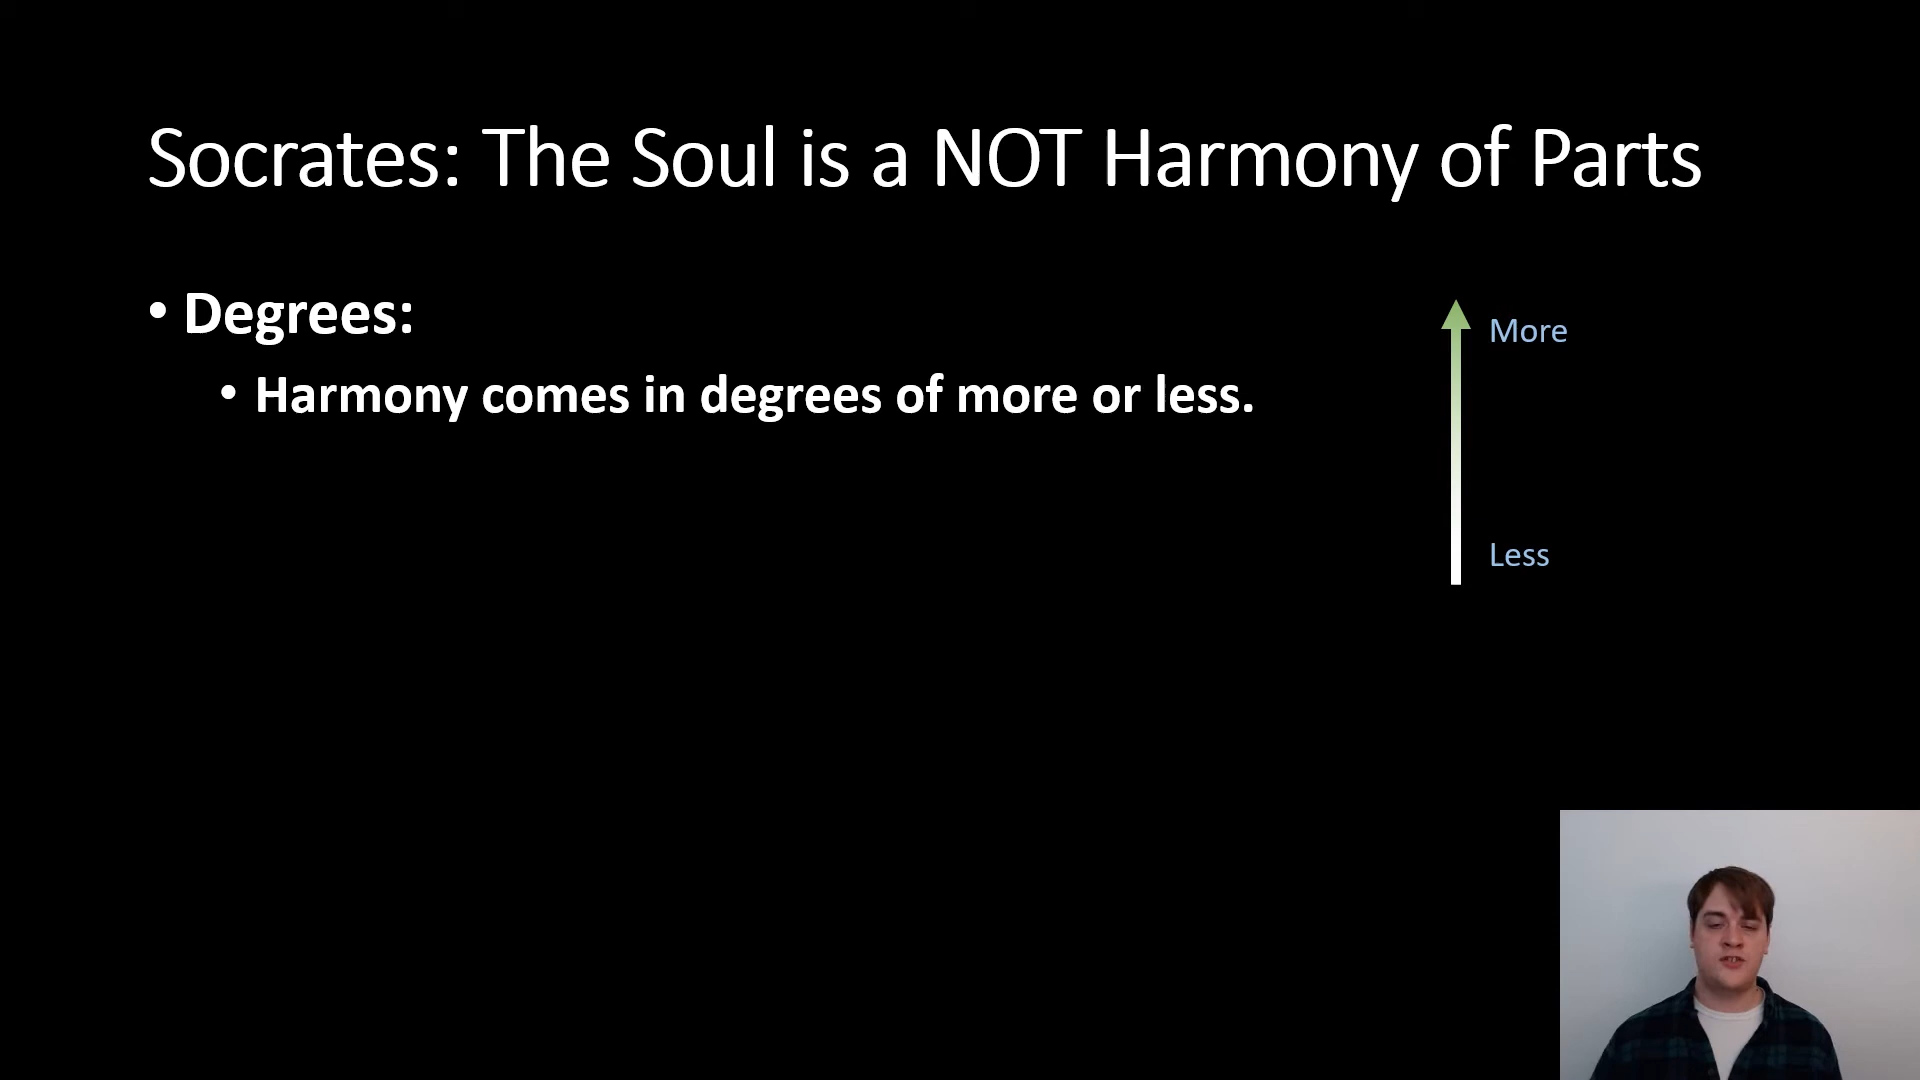 Socrates: The Soul is a NOT Harmony of Parts
• Degrees:
• Harmony comes in degrees of more or less.
More
Less